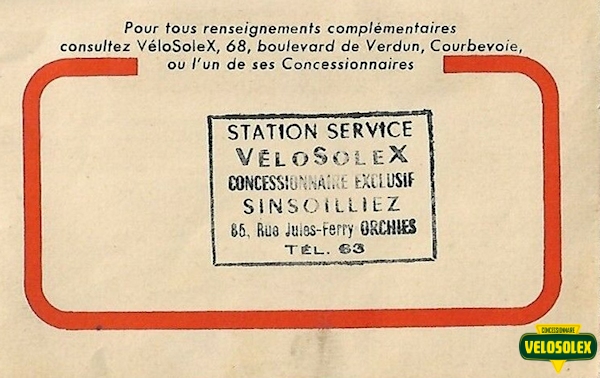 Pour tous renseignements complémentaires
consultez VéloSoleX, 68, boulevard de Verdun, Courbevoie,
ou l'un de ses Concessionnaires
STATION SERVICE
VÉLOSOLEX
CONCESSIONNAIRE EXCLUSIF
SINSOILLIEZ
85, Rue Jules-Ferry ORCHIES
TÉL. 63
CONCESSIONNAIRE
VELOSOLEX